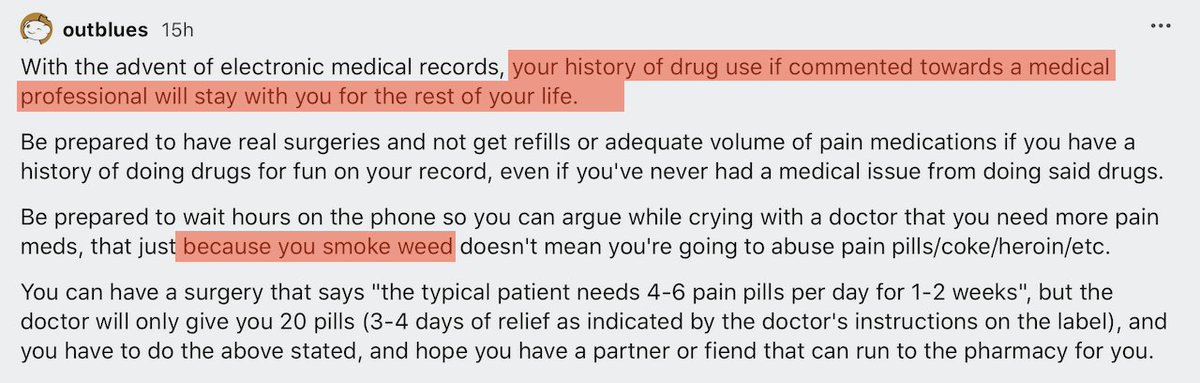 outblues 15h
With the advent of electronic medical records, your history of drug use if commented towards a medical
professional will stay with you for the rest of your life.
Be prepared to have real surgeries and not get refills or adequate volume of pain medications if you have a
history of doing drugs for fun on your record, even if you've never had a medical issue from doing said drugs.
Be prepared to wait hours on the phone so you can argue while crying with a doctor that you need more pain
meds, that just because you smoke weed doesn't mean you're going to abuse pain pills/coke/heroin/etc.
You can have a surgery that says "the typical patient needs 4-6 pain pills per day for 1-2 weeks", but the
doctor will only give you 20 pills (3-4 days of relief as indicated by the doctor's instructions on the label), and
you have to do the above stated, and hope you have a partner or fiend that can run to the pharmacy for you.